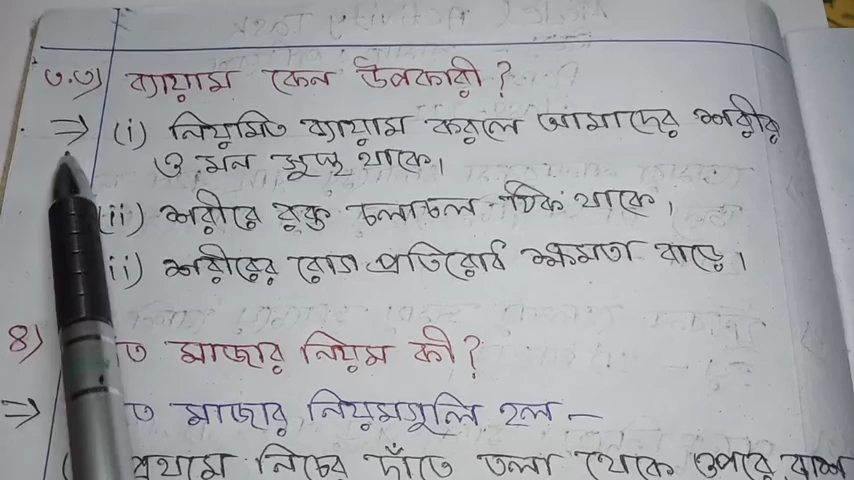 ৩.৩) ব্যায়াম কেন উপকারী?
⇒ (i) নিয়মিত ব্যায়াম করলে আমাদের শরীর
ও মন সুস্থ থাকে।
(ii) শরীরে রক্ত চলাচল ঠিক থাকে।
ii) শরীরের রোগ প্রতিরোধ ক্ষমতা বাড়ে।
৪) ত মাজার নিয়ম কী?
⇒ ত মাজার নিয়মগুলি হল –
প্রথমে নিচের দাঁতে তলা থেকে ওপরে ব্রাশ